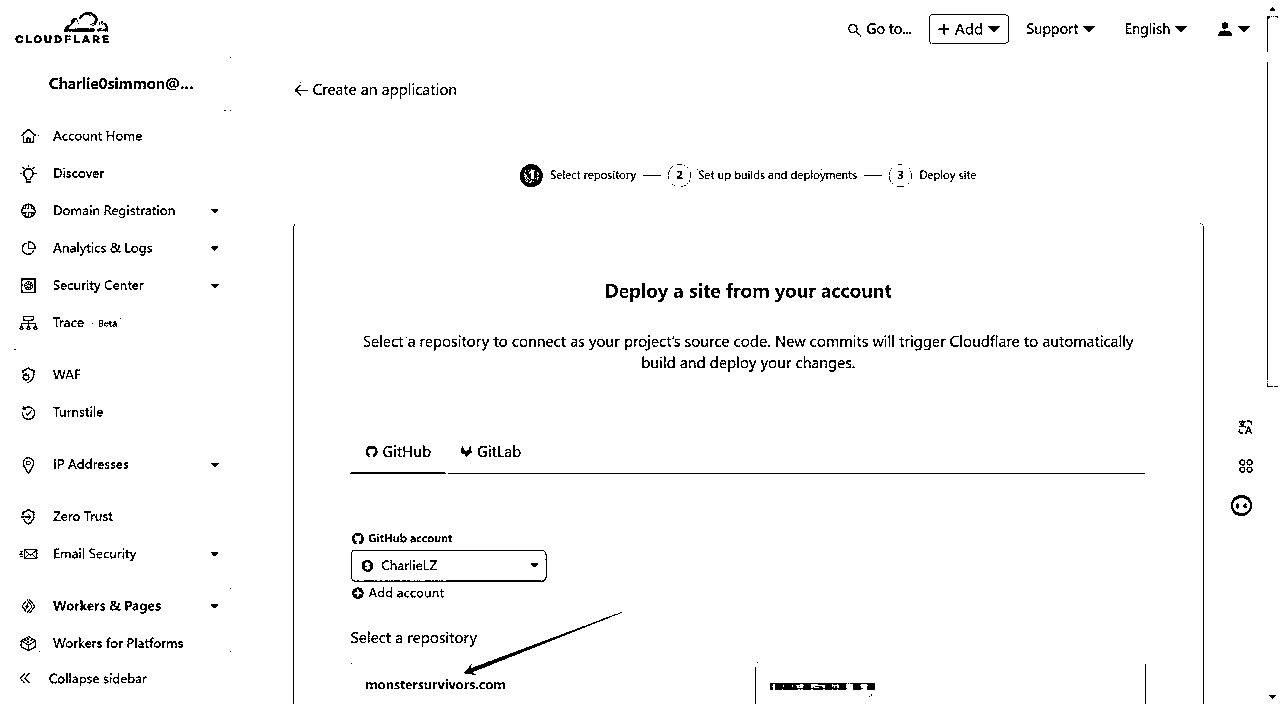 CLOUDFLARE
Go to...
+ Add
Support
English
Charlie0simmon@...
Account Home
Discover
Domain Registration
Analytics & Logs
Security Center
Trace Beta
WAF
Turnstile
IP Addresses
Zero Trust
Email Security
Workers & Pages
Workers for Platforms
Collapse sidebar
← Create an application
1 Select repository
2 Set up builds and deployments
3 Deploy site
Deploy a site from your account
Select a repository to connect as your project's source code. New commits will trigger Cloudflare to automatically
build and deploy your changes.
GitHub
GitLab
GitHub account
CharlieLZ
Add account
Select a repository
monstersurvivors.com